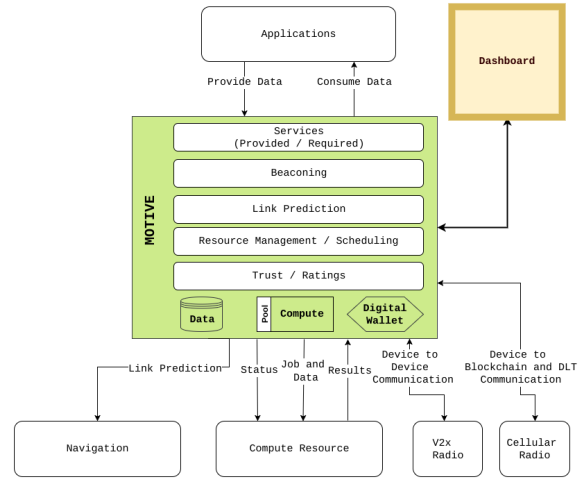 Applications
Dashboard
Provide Data
Consume Data
MOTIVE
Services
(Provided / Required)
Beaconing
Link Prediction
Resource Management / Scheduling
Trust / Ratings
Data
Pool
Compute
Digital
Wallet
Link Prediction
Status
Job and
Data
Results
Device to
Device
Communication
Device to
Blockchain and DLT
Communication
Navigation
Compute Resource
V2x
Radio
Cellular
Radio